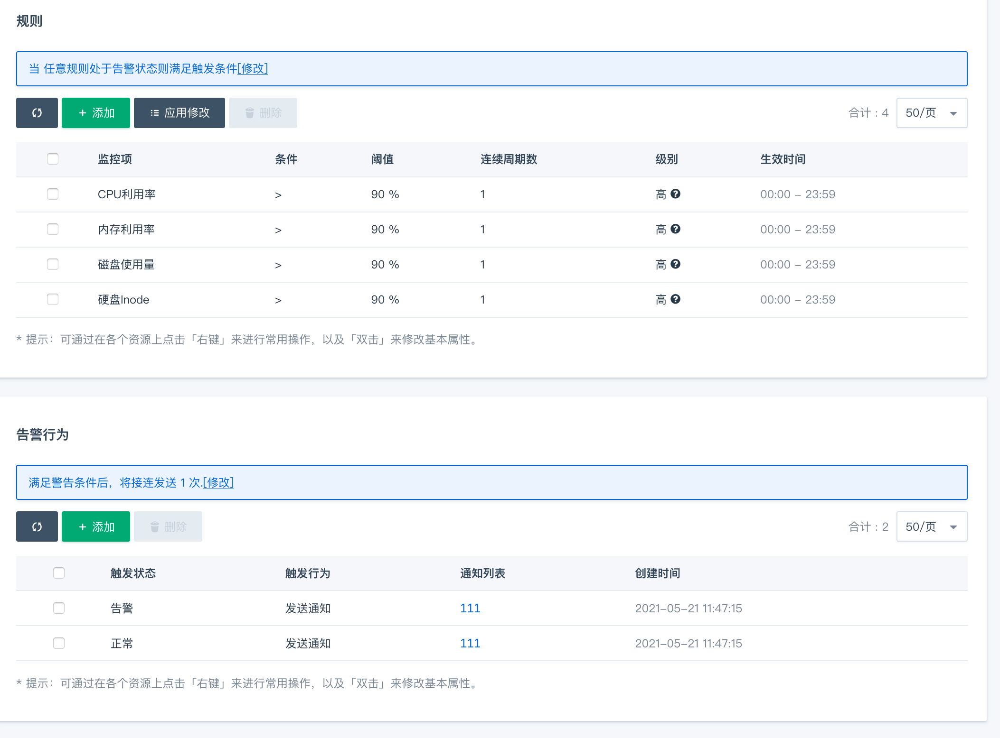 规则
当 任意规则处于告警状态则满足触发条件[修改]
+ 添加 应用修改 删除 合计：4 50/页
监控项 条件 阈值 连续周期数 级别 生效时间
CPU利用率 > 90 % 1 高 00:00 – 23:59
内存利用率 > 90 % 1 高 00:00 – 23:59
磁盘使用量 > 90 % 1 高 00:00 – 23:59
硬盘Inode > 90 % 1 高 00:00 – 23:59
* 提示：可通过在各个资源上点击「右键」来进行常用操作，以及「双击」来修改基本属性。
告警行为
满足警告条件后，将接连发送 1 次.[修改]
+ 添加 删除 合计：2 50/页
触发状态 触发行为 通知列表 创建时间
告警 发送通知 111 2021-05-21 11:47:15
正常 发送通知 111 2021-05-21 11:47:15
* 提示：可通过在各个资源上点击「右键」来进行常用操作，以及「双击」来修改基本属性。